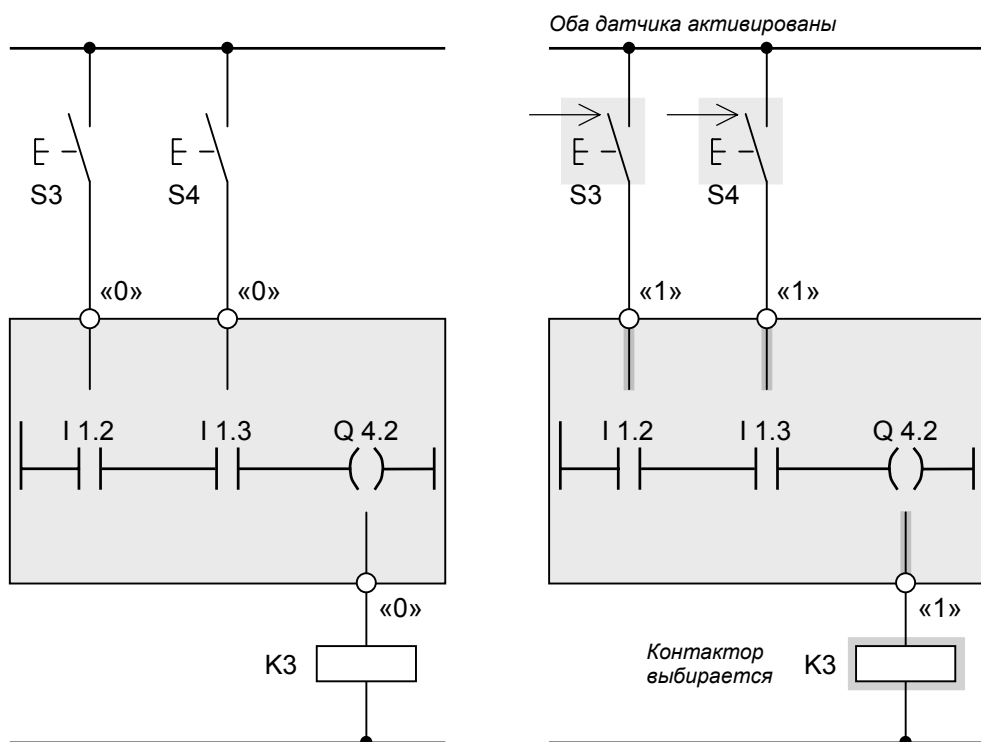 Оба датчика активированы
S3
S4
S3
S4
«0»
«0»
«1»
«1»
I 1.2
I 1.3
Q 4.2
I 1.2
I 1.3
Q 4.2
«0»
«1»
K3
Контактор
выбирается
K3